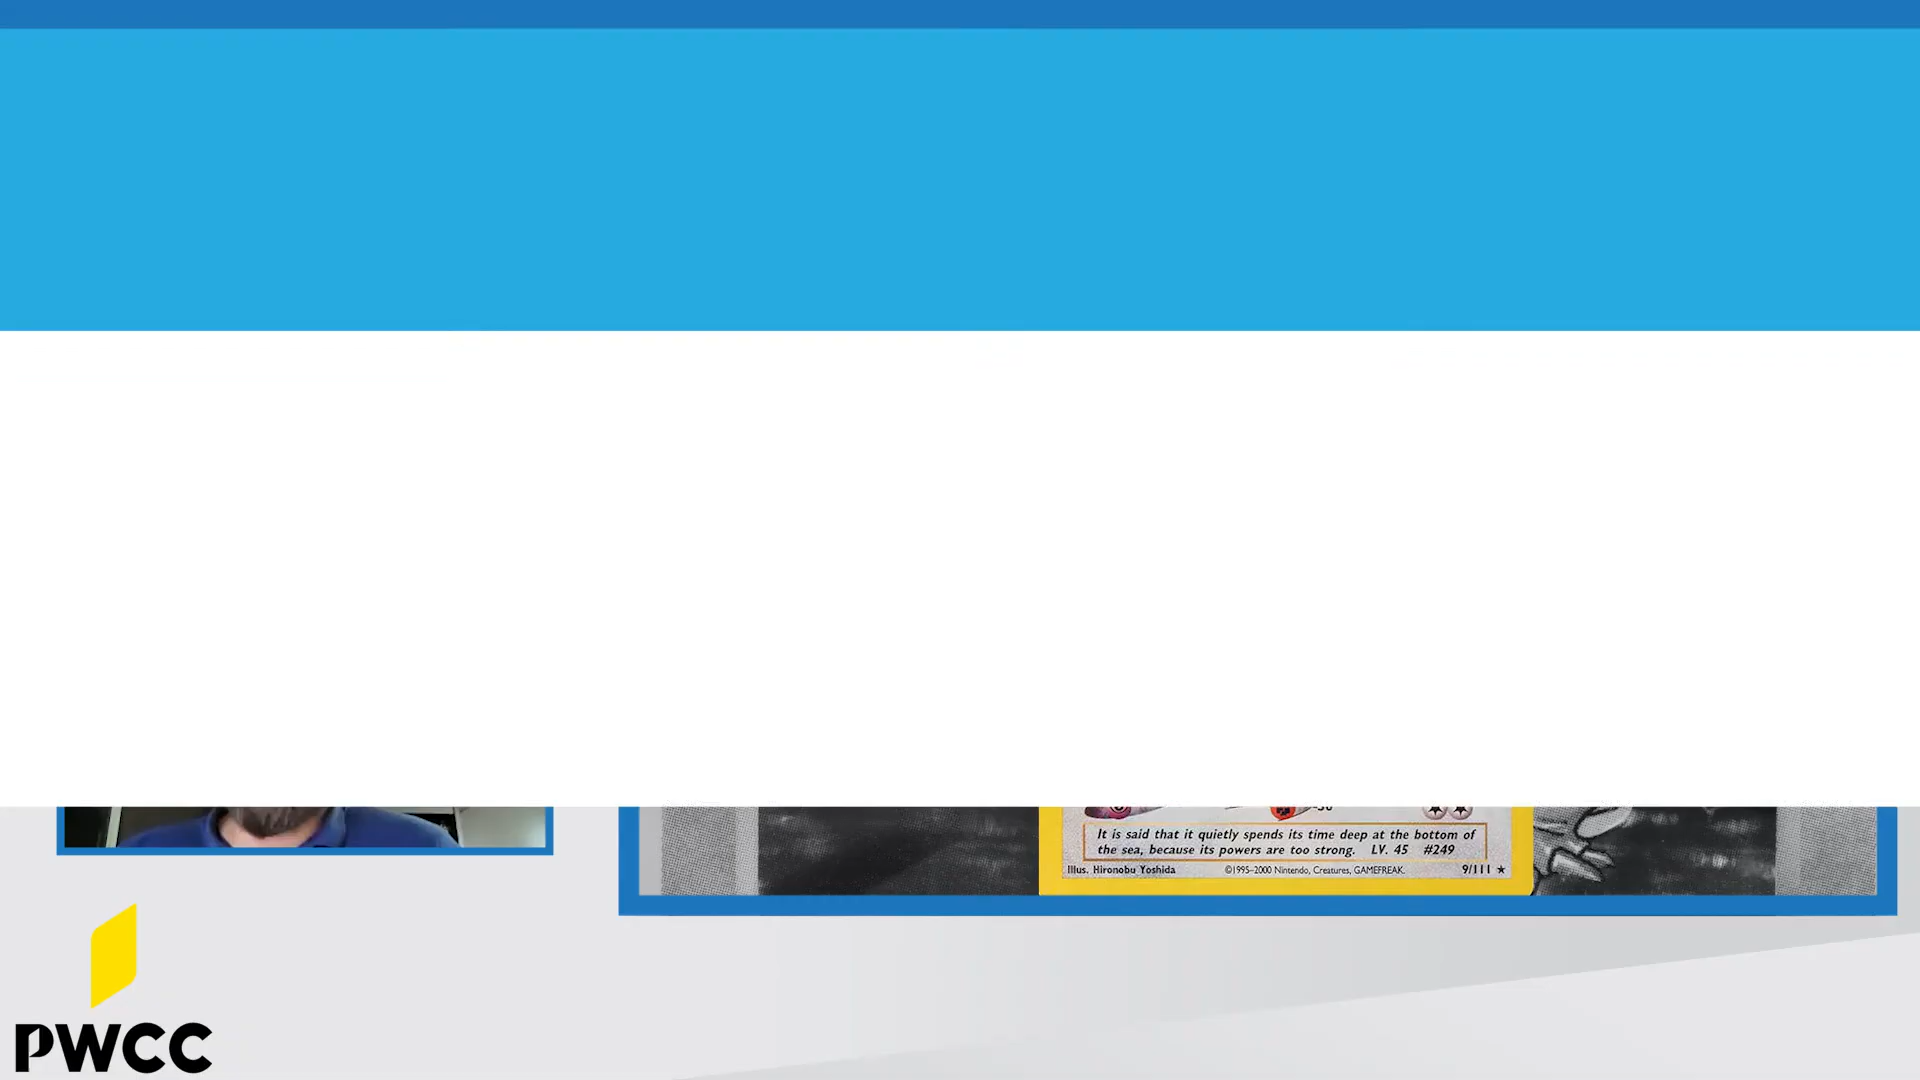 -30
It is said that it quietly spends its time deep at the bottom of
the sea, because its powers are too strong. LV. 45 #249
Illus. Hironobu Yoshida ©1995-2000 Nintendo, Creatures, GAMEFREAK. 9/111 ★
PWCC